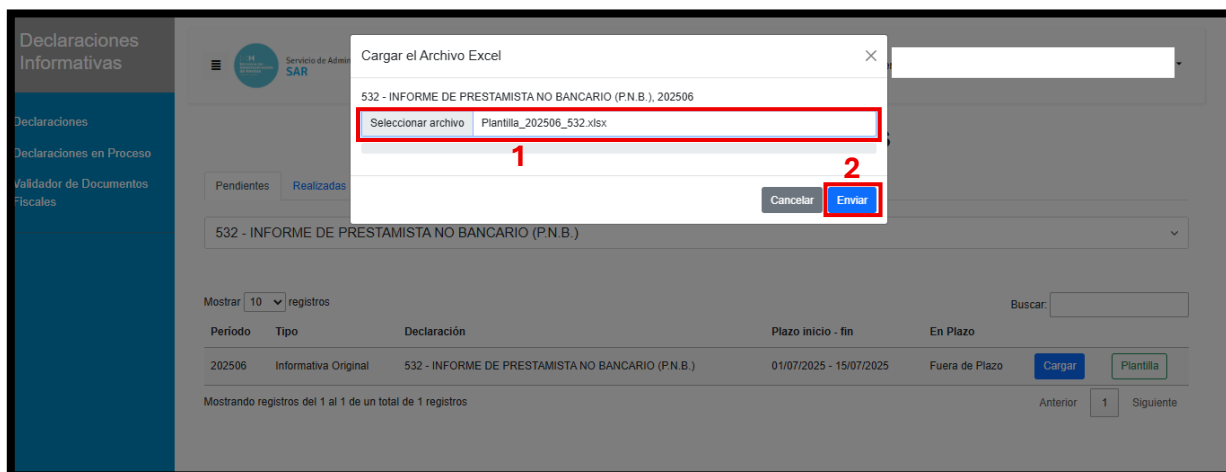 Declaraciones
Informativas
Declaraciones
Declaraciones en Proceso
Validador de Documentos
Fiscales
Servicio de Admin
SAR
Cargar el Archivo Excel
532 - INFORME DE PRESTAMISTA NO BANCARIO (P.N.B.), 202506
Seleccionar archivo Plantilla_202506_532.xlsx
1
2
Cancelar Enviar
Pendientes Realizadas
532 - INFORME DE PRESTAMISTA NO BANCARIO (P.N.B.)
Mostrar 10 registros
Buscar:
Período Tipo Declaración Plazo inicio - fin En Plazo
202506 Informativa Original 532 - INFORME DE PRESTAMISTA NO BANCARIO (P.N.B.) 01/07/2025 - 15/07/2025 Fuera de Plazo Cargar Plantilla
Mostrando registros del 1 al 1 de un total de 1 registros
Anterior 1 Siguiente